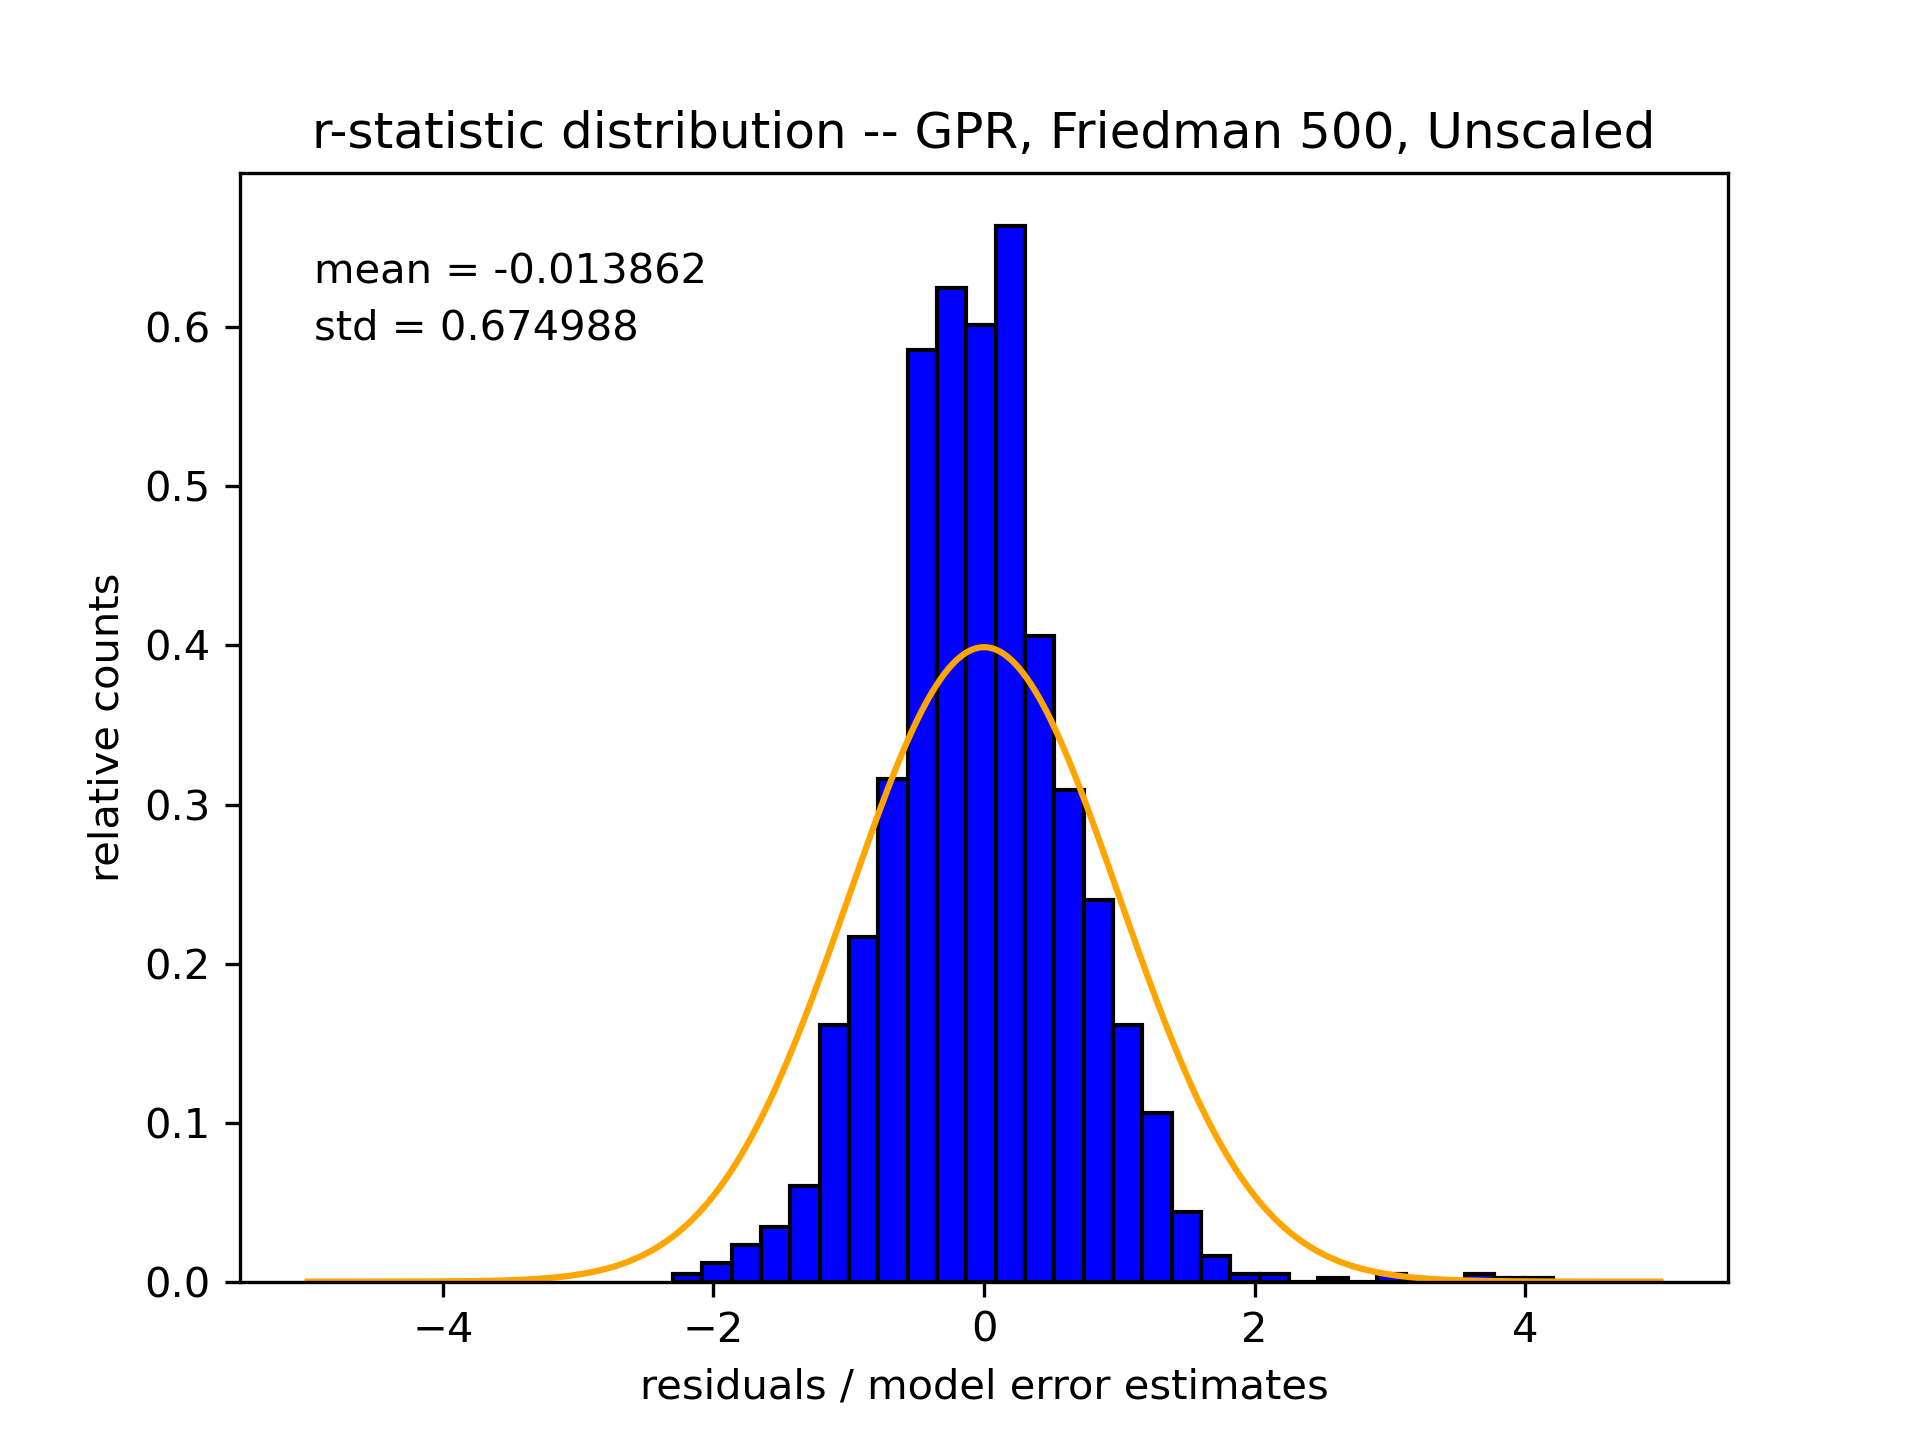 r-statistic distribution -- GPR, Friedman 500, Unscaled
mean = -0.013862
std = 0.674988
relative counts
0.6
0.5
0.4
0.3
0.2
0.1
0.0
−4 −2 0 2 4
residuals / model error estimates